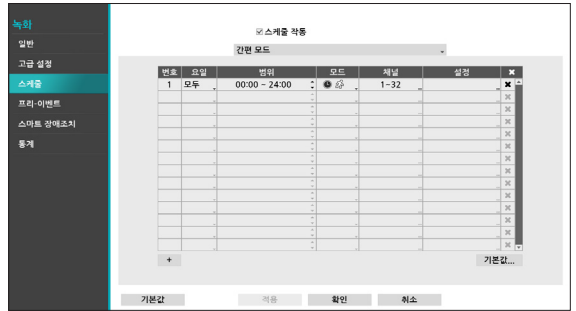 녹화
일반
고급 설정
스케줄
프리-이벤트
스마트 장애조치
통계
스케줄 작동
간편 모드
번호 요일 범위 모드 채널 설정
1 모두 00:00 - 24:00 1-32
+
기본값...
기본값 적용 확인 취소